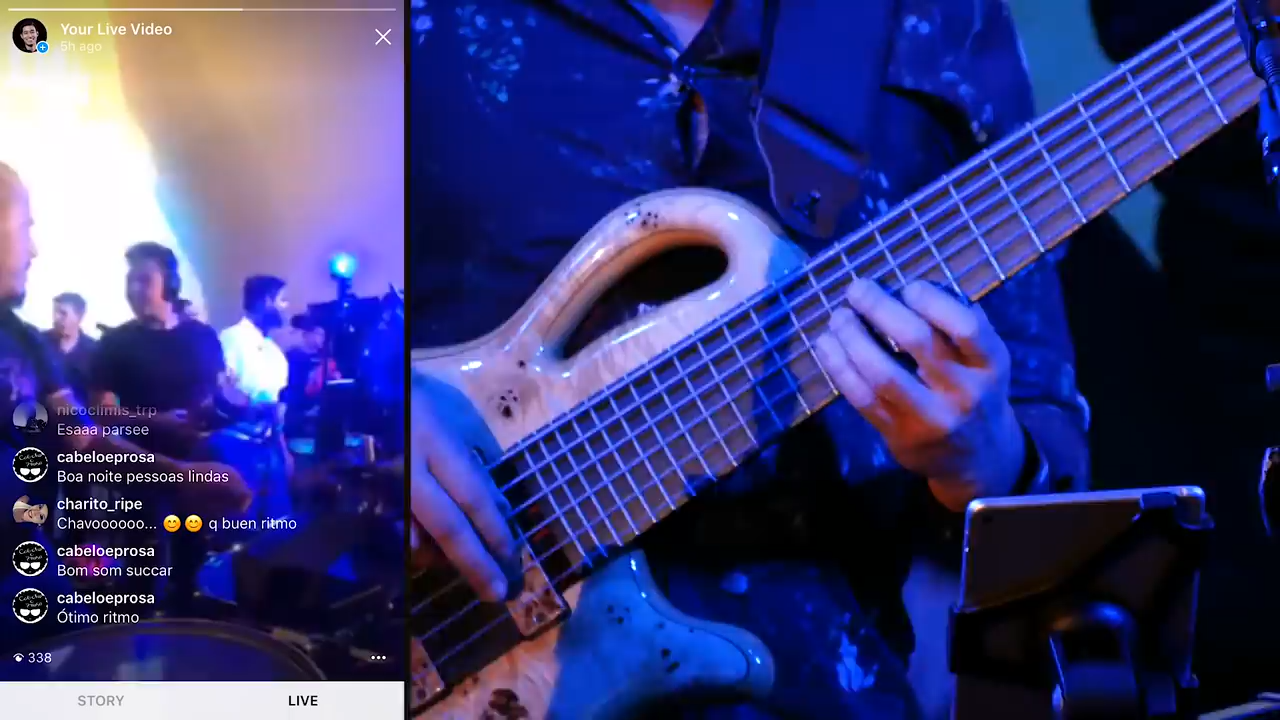 Your Live Video
5h ago
nicoclimis_trp
Esaaa parsee
cabeloeprosa
Boa noite pessoas lindas
charito_ripe
Chavoooooo... 😊😊 q buen ritmo
cabeloeprosa
Bom som succar
cabeloeprosa
Ótimo ritmo
338
STORY
LIVE